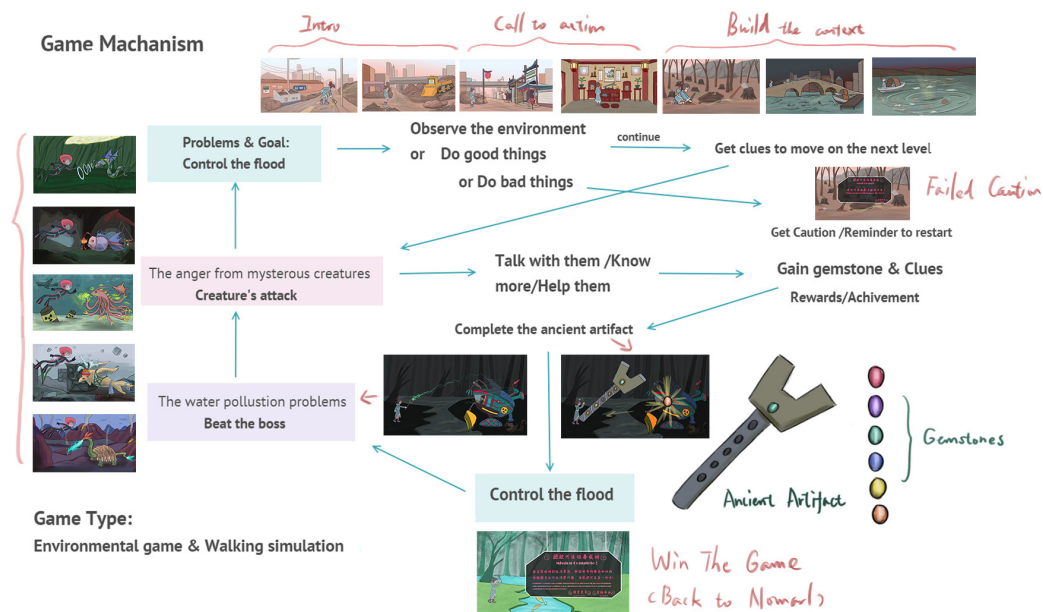 Game Machanism
Intro
Call to action
Build the context
Problems & Goal:
Control the flood
Observe the environment
or Do good things
or Do bad things
continue
Get clues to move on the next level
Failed Caution
Get Caution /Reminder to restart
The anger from mysterous creatures
Creature's attack
Talk with them /Know
more/Help them
Gain gemstone & Clues
Rewards/Achivement
Complete the ancient artifact
The water pollustion problems
Beat the boss
Control the flood
Gemstones
Ancient Artifact
Game Type:
Environmental game & Walking simulation
Win The Game
(Back to Nomarl)